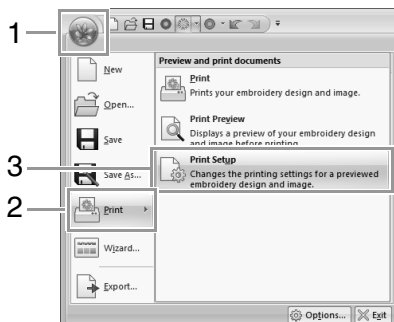 1
New
Open...
Save
Save As...
Print
Wizard...
Export...
2
3
Preview and print documents
Print
Prints your embroidery design and image.
Print Preview
Displays a preview of your embroidery design
and image before printing.
Print Setup
Changes the printing settings for a previewed
embroidery design and image.
Options...
Exit